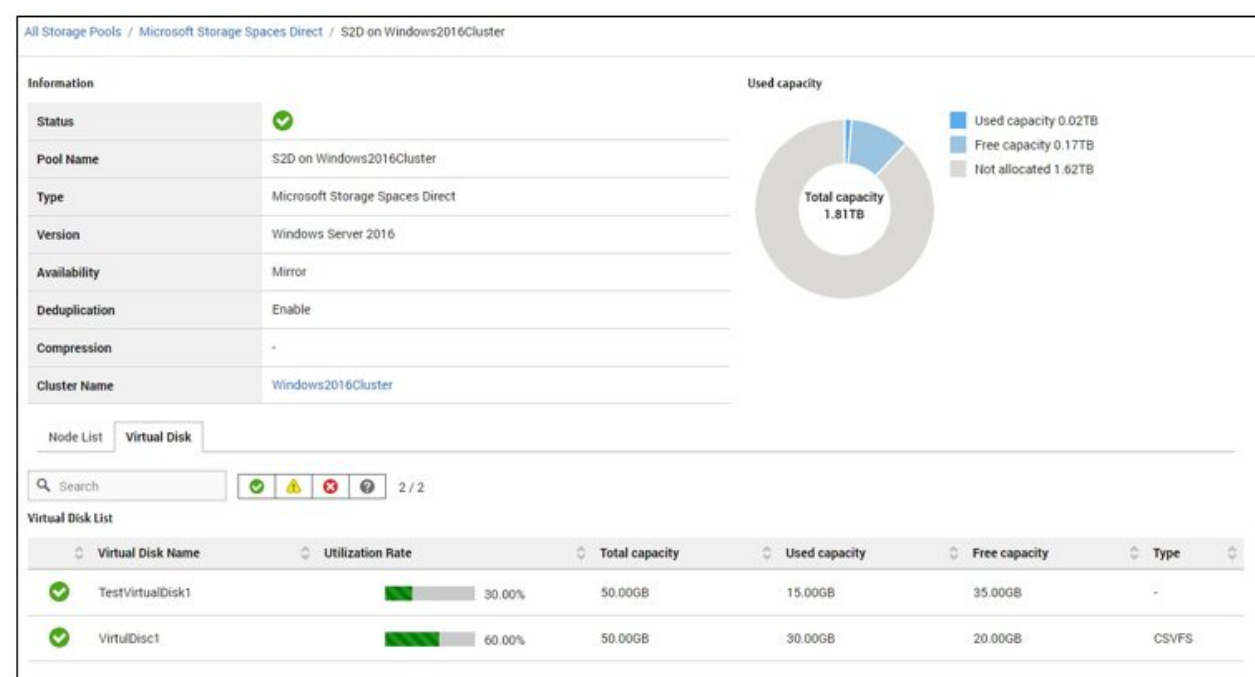 All Storage Pools / Microsoft Storage Spaces Direct / S2D on Windows2016Cluster
Information
Status
Pool Name S2D on Windows2016Cluster
Type Microsoft Storage Spaces Direct
Version Windows Server 2016
Availability Mirror
Deduplication Enable
Compression -
Cluster Name Windows2016Cluster
Used capacity
Used capacity 0.02TB
Free capacity 0.17TB
Not allocated 1.62TB
Total capacity
1.81TB
Node List Virtual Disk
Search 2 / 2
Virtual Disk List
Virtual Disk Name Utilization Rate Total capacity Used capacity Free capacity Type
TestVirtualDisk1 30.00% 50.00GB 15.00GB 35.00GB -
VirtulDisc1 60.00% 50.00GB 30.00GB 20.00GB CSVFS